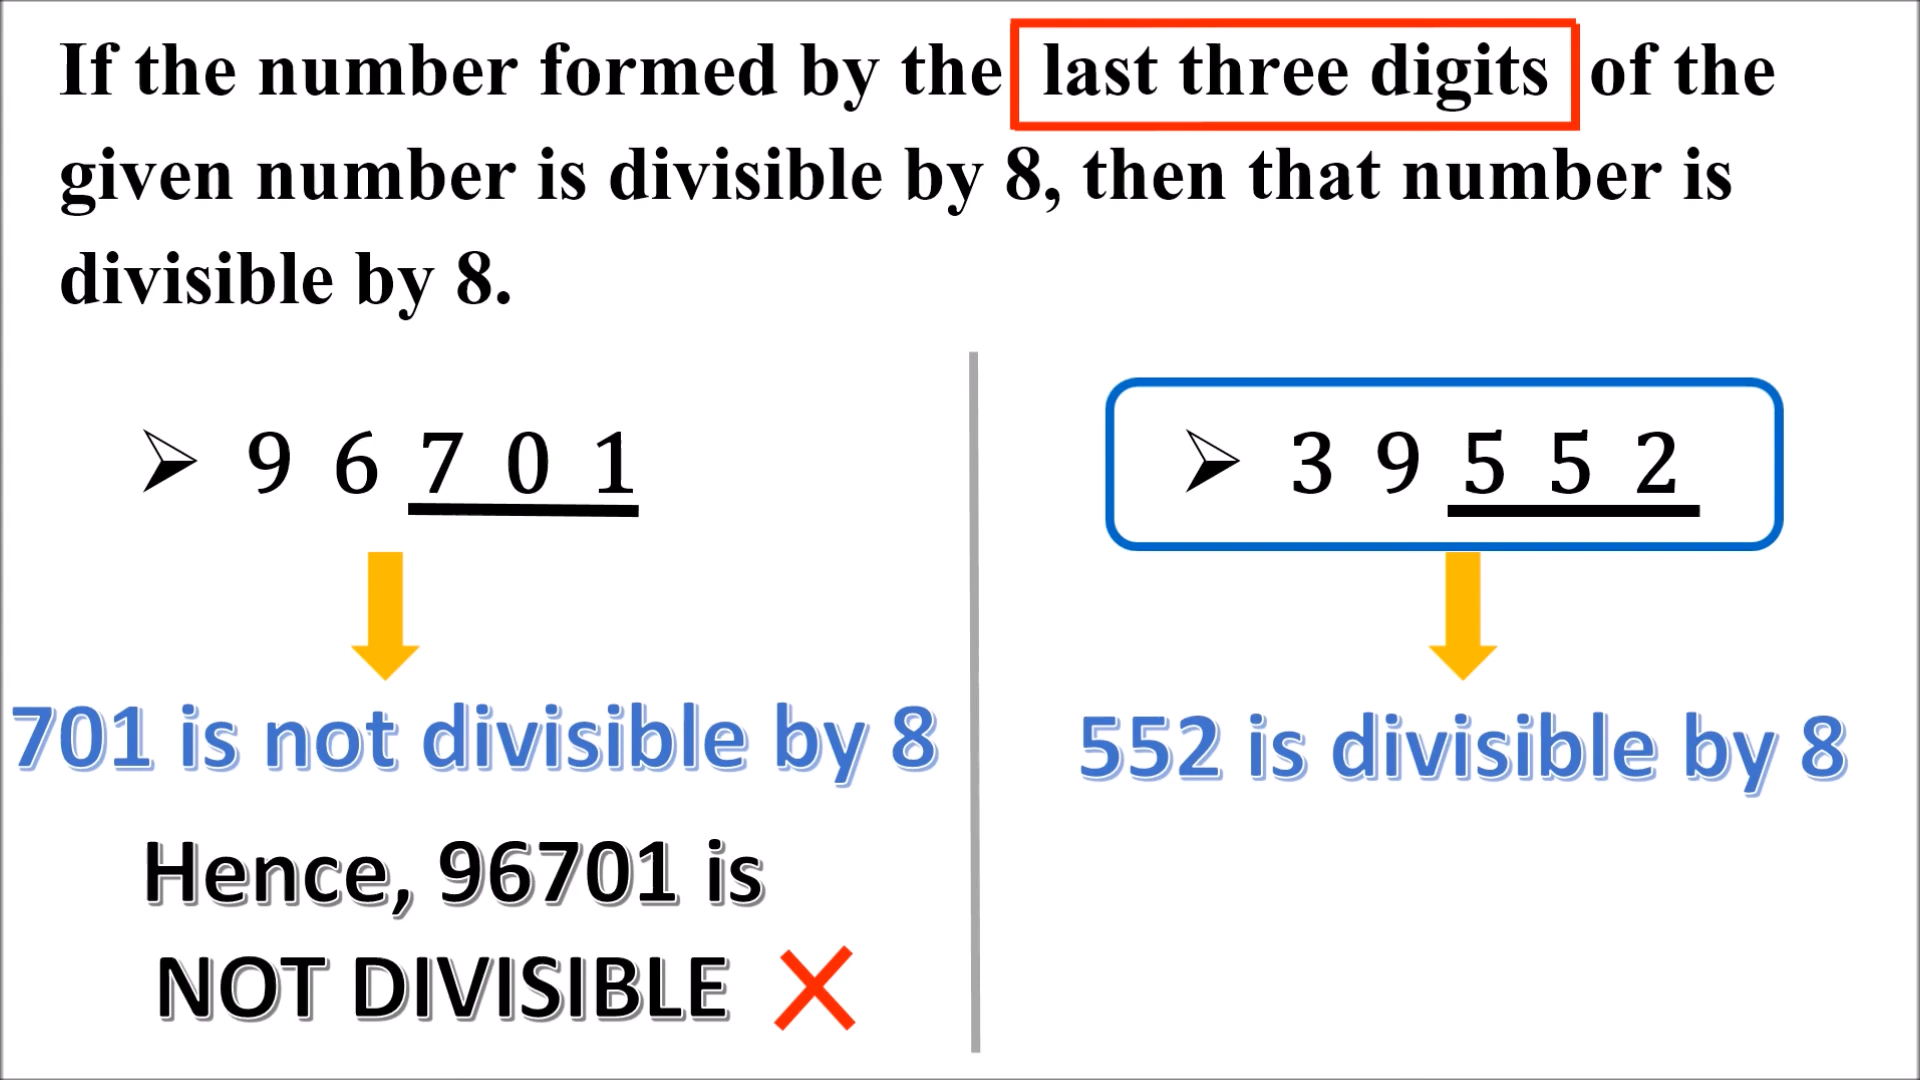 If the number formed by the last three digits of the
given number is divisible by 8, then that number is
divisible by 8.
➢ 9 6 7 0 1
701 is not divisible by 8
Hence, 96701 is
NOT DIVISIBLE
➢ 3 9 5 5 2
552 is divisible by 8